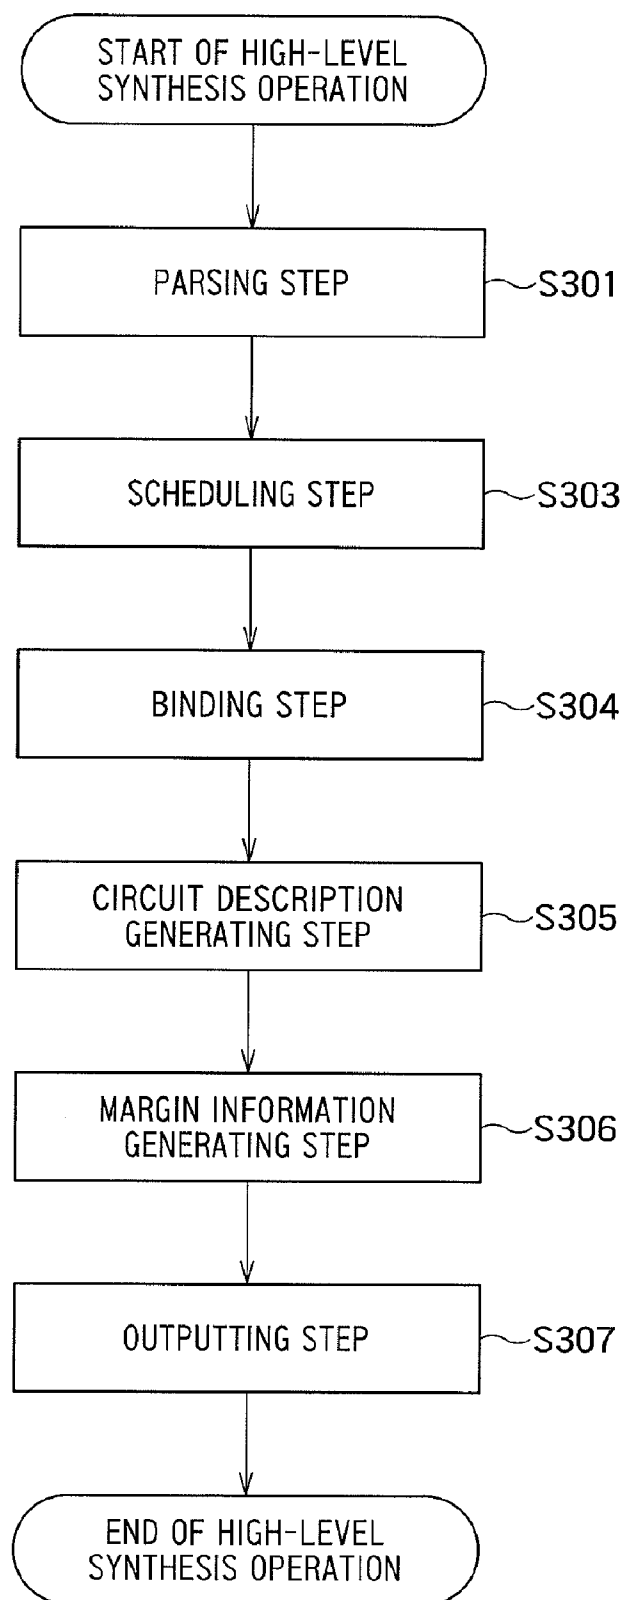 START OF HIGH-LEVEL
SYNTHESIS OPERATION
PARSING STEP
S301
SCHEDULING STEP
S303
BINDING STEP
S304
CIRCUIT DESCRIPTION
GENERATING STEP
S305
MARGIN INFORMATION
GENERATING STEP
S306
OUTPUTTING STEP
S307
END OF HIGH-LEVEL
SYNTHESIS OPERATION